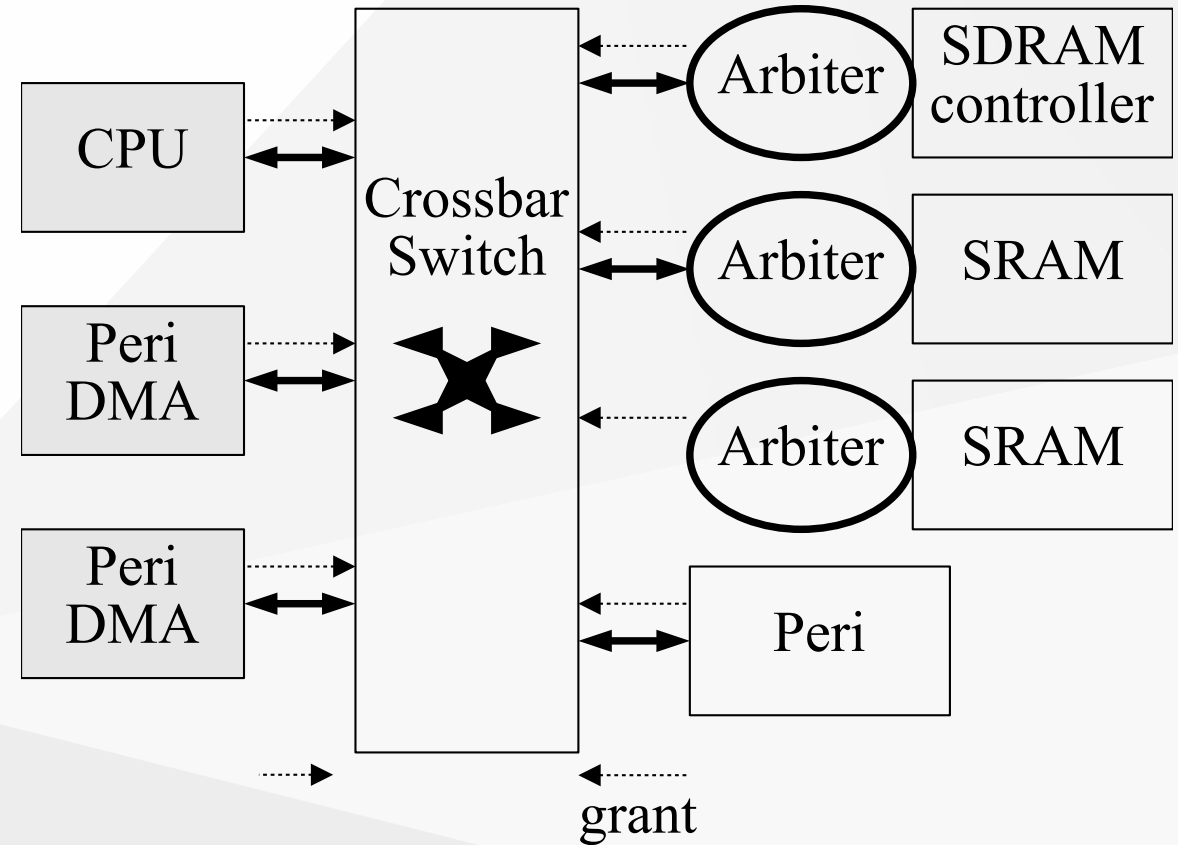 CPU
Peri
DMA
Peri
DMA
Crossbar
Switch
Arbiter
SDRAM
controller
Arbiter
SRAM
Arbiter
SRAM
Peri
grant